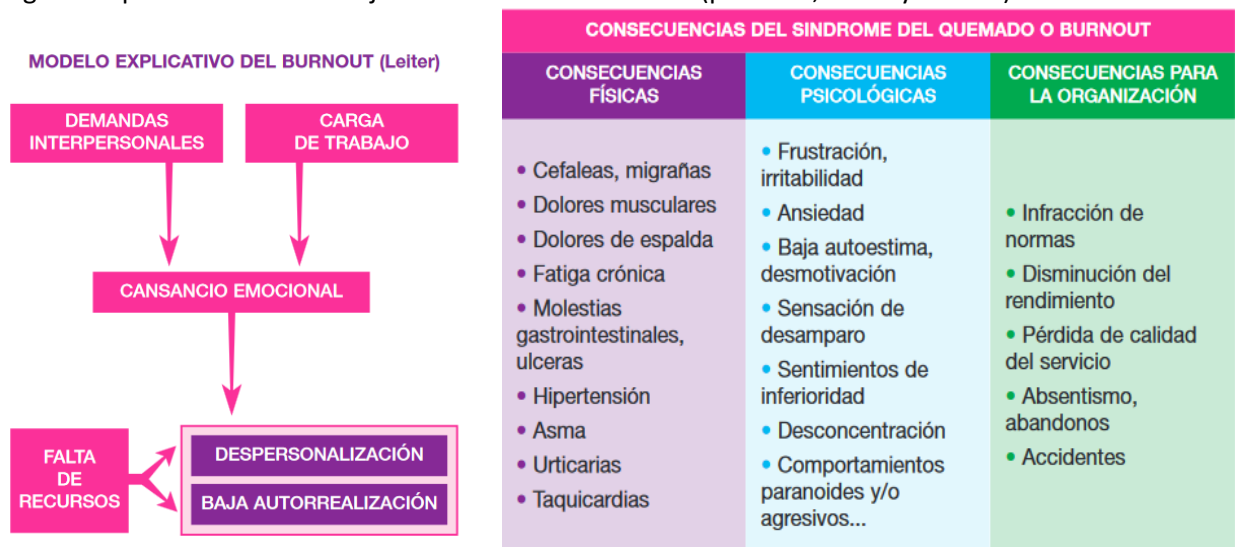 MODELO EXPLICATIVO DEL BURNOUT (Leiter)
DEMANDAS
INTERPERSONALES
CARGA
DE TRABAJO
CANSANCIO EMOCIONAL
FALTA
DE
RECURSOS
DESPERSONALIZACIÓN
BAJA AUTORREALIZACIÓN
CONSECUENCIAS DEL SINDROME DEL QUEMADO O BURNOUT
CONSECUENCIAS
FÍSICAS
• Cefaleas, migrañas
• Dolores musculares
• Dolores de espalda
• Fatiga crónica
• Molestias
gastrointestinales,
ulceras
• Hipertensión
• Asma
• Urticarias
• Taquicardias
CONSECUENCIAS
PSICOLÓGICAS
• Frustración,
irritabilidad
• Ansiedad
• Baja autoestima,
desmotivación
• Sensación de
desamparo
• Sentimientos de
inferioridad
• Desconcentración
• Comportamientos
paranoides y/o
agresivos...
CONSECUENCIAS PARA
LA ORGANIZACIÓN
• Infracción de
normas
• Disminución del
rendimiento
• Pérdida de calidad
del servicio
• Absentismo,
abandonos
• Accidentes